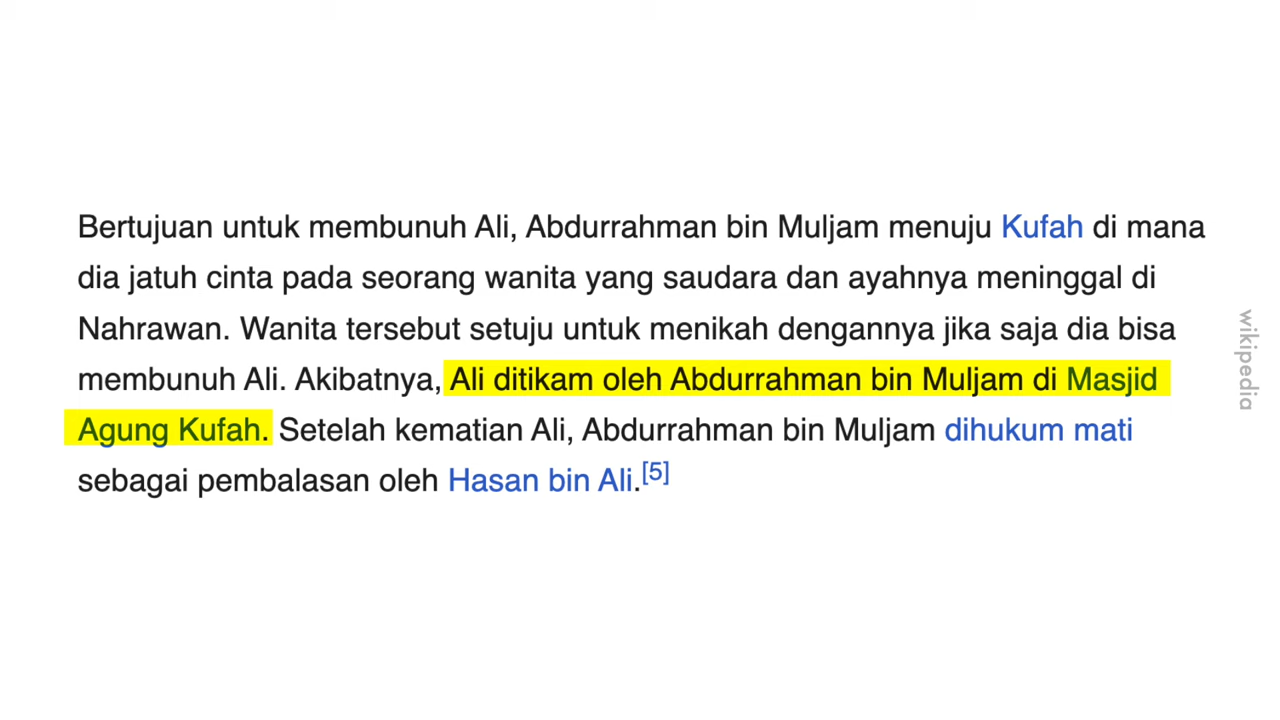 Bertujuan untuk membunuh Ali, Abdurrahman bin Muljam menuju Kufah di mana
dia jatuh cinta pada seorang wanita yang saudara dan ayahnya meninggal di
Nahrawan. Wanita tersebut setuju untuk menikah dengannya jika saja dia bisa
membunuh Ali. Akibatnya, Ali ditikam oleh Abdurrahman bin Muljam di Masjid
Agung Kufah. Setelah kematian Ali, Abdurrahman bin Muljam dihukum mati
sebagai pembalasan oleh Hasan bin Ali.[5]
wikipedia